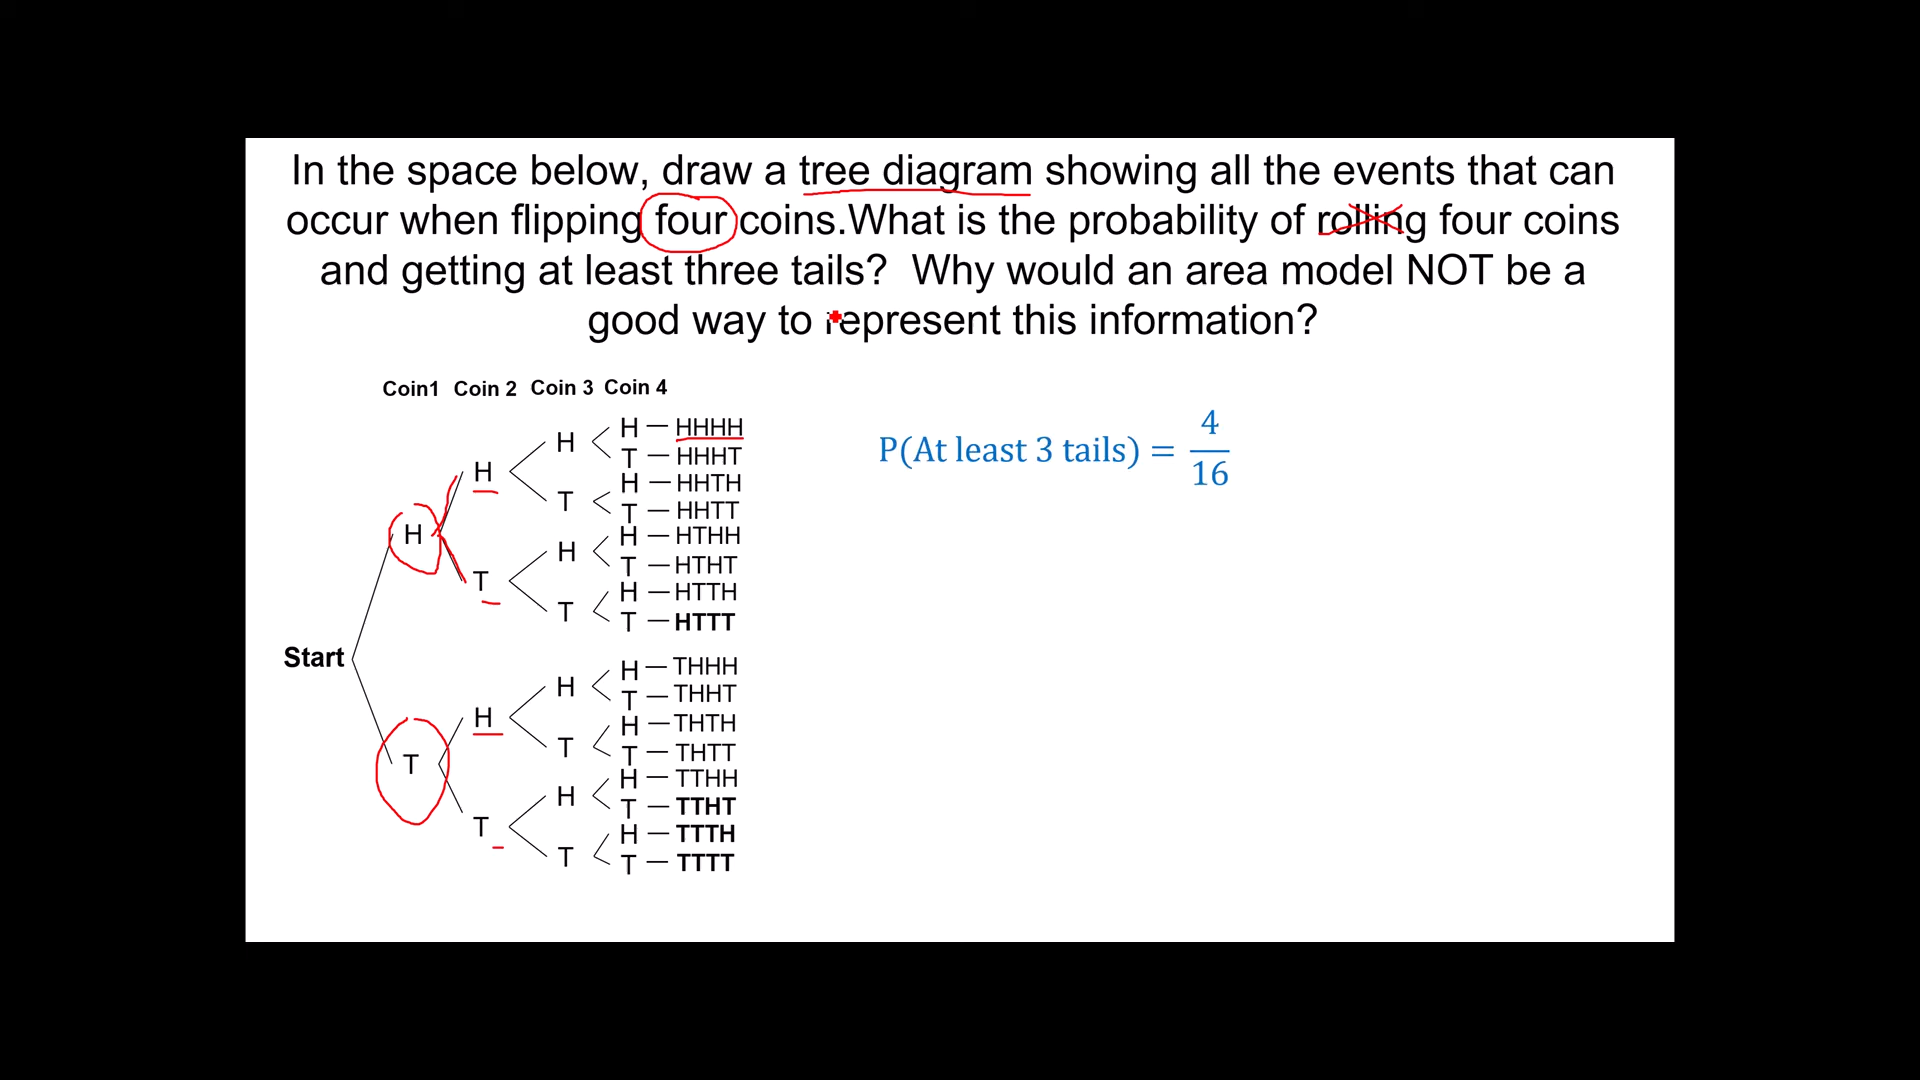 In the space below, draw a tree diagram showing all the events that can
occur when flipping four coins.What is the probability of rolling four coins
and getting at least three tails?  Why would an area model NOT be a
good way to represent this information?
Coin1 Coin 2 Coin 3 Coin 4
P(At least 3 tails) = 4/16
H — HHHH
H
T — HHHT
H
H — HHTH
T
T — HHTT
H
H — HTHH
H
T — HTHT
T
H — HTTH
T
T — HTTT
Start
H — THHH
H
T — THHT
H
H — THTH
T
T — THTT
T
H — TTHH
H
T — TTHT
T
H — TTTH
T
T — TTTT